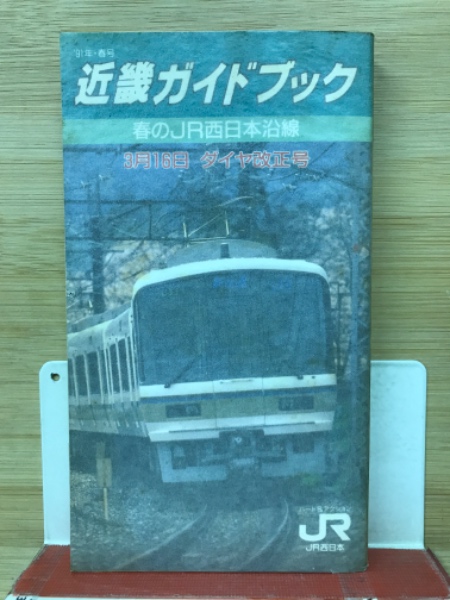 '91年・春号
近畿ガイドブック
春のJR西日本沿線
3月16日 ダイヤ改正号
JR
JR西日本